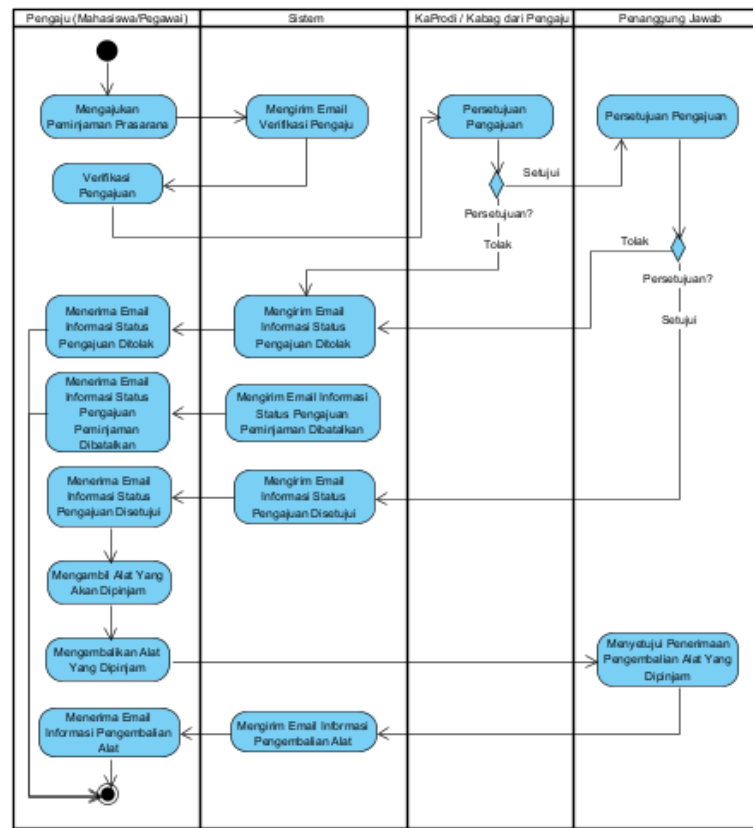 Pengaju (Mahasiswa/Pegawai)
Sistem
KaProdi / Kabag dari Pengaju
Penanggung Jawab
Mengajukan
Peminjaman Prasarana
Mengirim Email
Verifikasi Pengaju
Persetujuan
Pengajuan
Persetujuan Pengajuan
Verifikasi
Pengajuan
Setujui
Persetujuan?
Tolak
Tolak
Persetujuan?
Setujui
Menerima Email
Informasi Status
Pengajuan Ditolak
Mengirim Email
Informasi Status
Pengajuan Ditolak
Menerima Email
Informasi Status
Pengajuan
Peminjaman
Dibatalkan
Mengirim Email Informasi
Status Pengajuan
Peminjaman Dibatalkan
Menerima Email
Informasi Status
Pengajuan Disetujui
Mengirim Email
Informasi Status
Pengajuan Disetujui
Mengambil Alat Yang
Akan Dipinjam
Mengembalikan Alat
Yang Dipinjam
Menyetujui Penerimaan
Pengembalian Alat Yang
Dipinjam
Menerima Email
Informasi Pengembalian
Alat
Mengirim Email Informasi
Pengembalian Alat